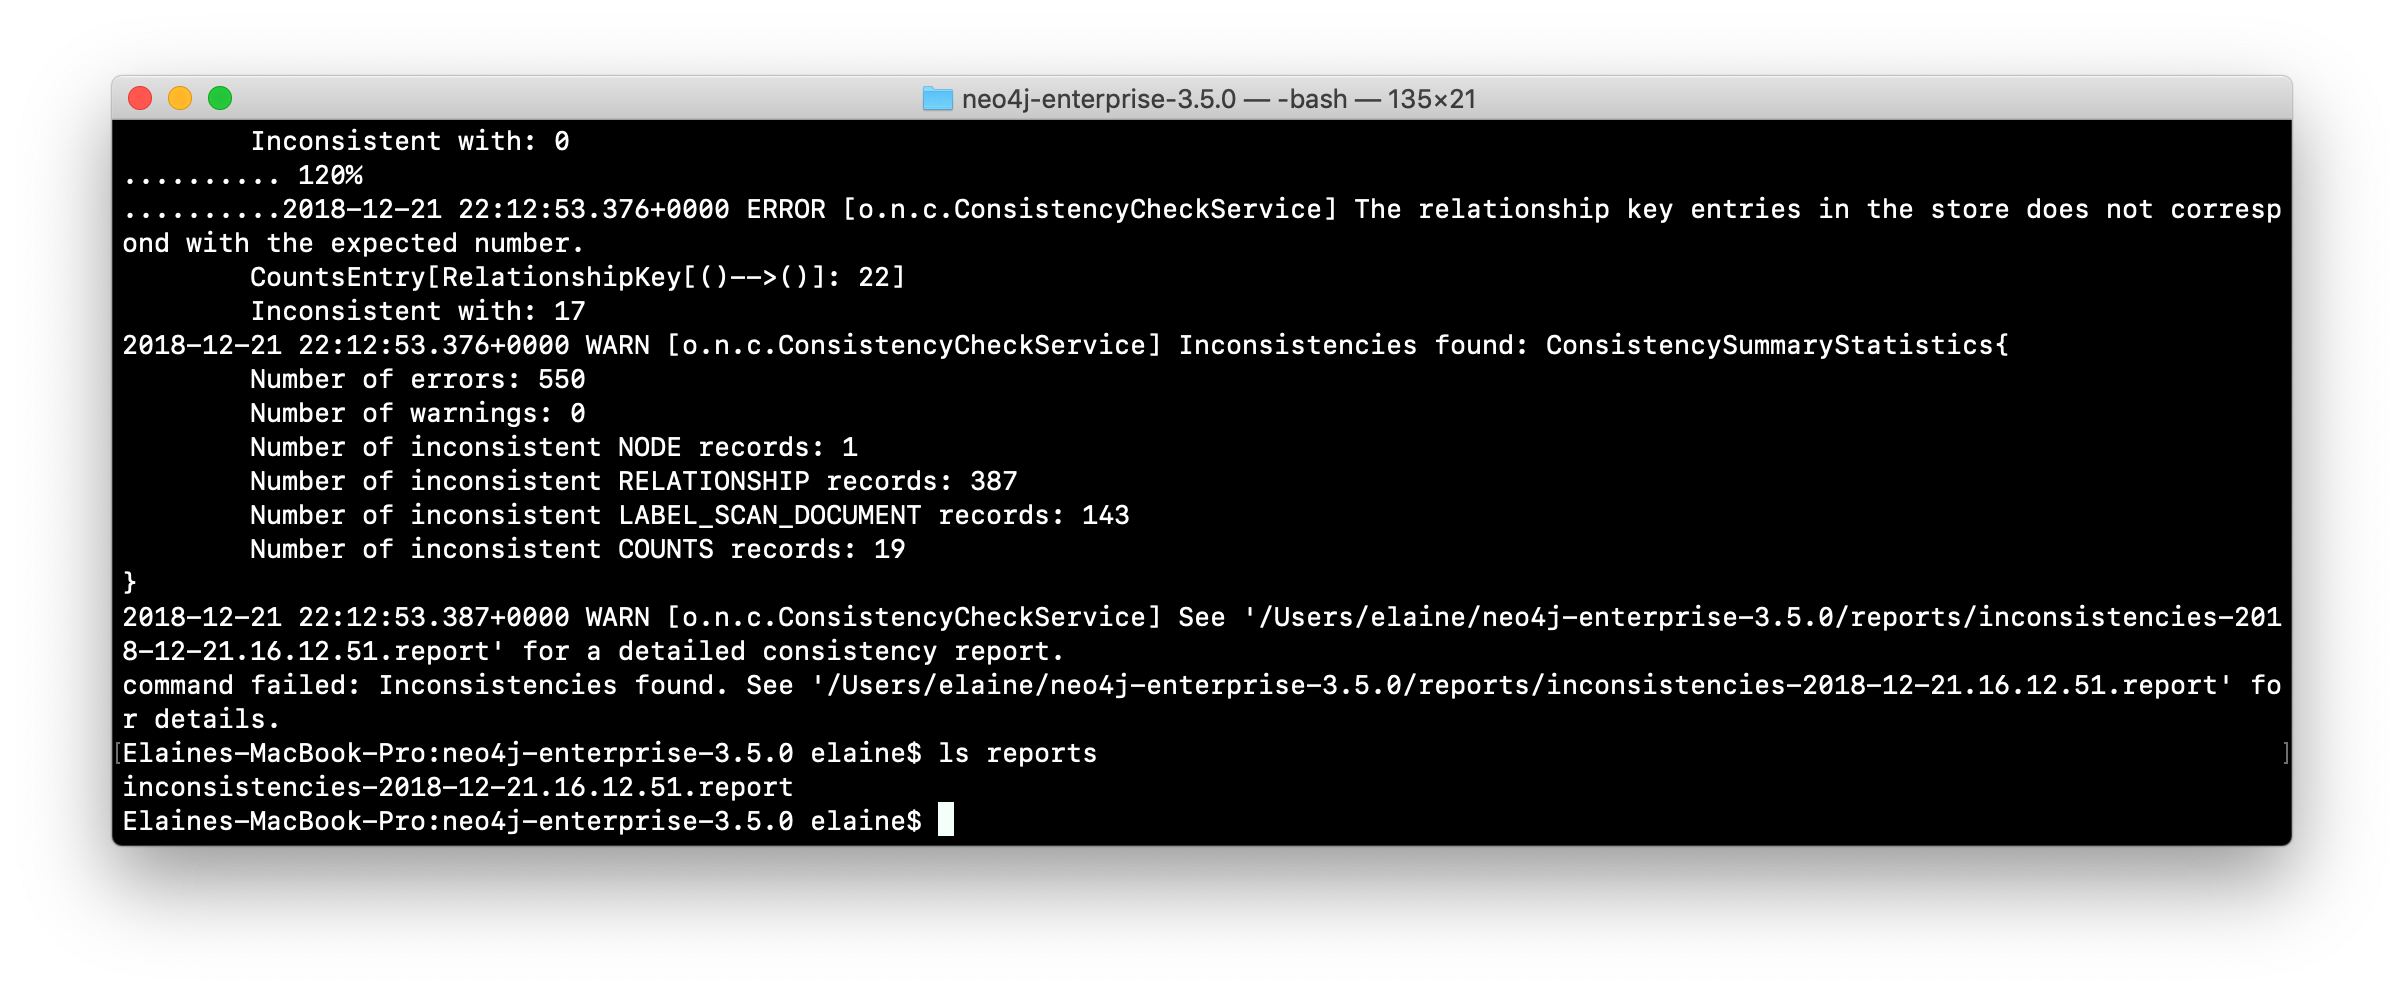 neo4j-enterprise-3.5.0 — -bash — 135×21
        Inconsistent with: 0
.......... 120%
..........2018-12-21 22:12:53.376+0000 ERROR [o.n.c.ConsistencyCheckService] The relationship key entries in the store does not corresp
ond with the expected number.
        CountsEntry[RelationshipKey[()-->()]: 22]
        Inconsistent with: 17
2018-12-21 22:12:53.376+0000 WARN [o.n.c.ConsistencyCheckService] Inconsistencies found: ConsistencySummaryStatistics{
        Number of errors: 550
        Number of warnings: 0
        Number of inconsistent NODE records: 1
        Number of inconsistent RELATIONSHIP records: 387
        Number of inconsistent LABEL_SCAN_DOCUMENT records: 143
        Number of inconsistent COUNTS records: 19
}
2018-12-21 22:12:53.387+0000 WARN [o.n.c.ConsistencyCheckService] See '/Users/elaine/neo4j-enterprise-3.5.0/reports/inconsistencies-201
8-12-21.16.12.51.report' for a detailed consistency report.
command failed: Inconsistencies found. See '/Users/elaine/neo4j-enterprise-3.5.0/reports/inconsistencies-2018-12-21.16.12.51.report' fo
r details.
[Elaines-MacBook-Pro:neo4j-enterprise-3.5.0 elaine$ ls reports ]
inconsistencies-2018-12-21.16.12.51.report
Elaines-MacBook-Pro:neo4j-enterprise-3.5.0 elaine$